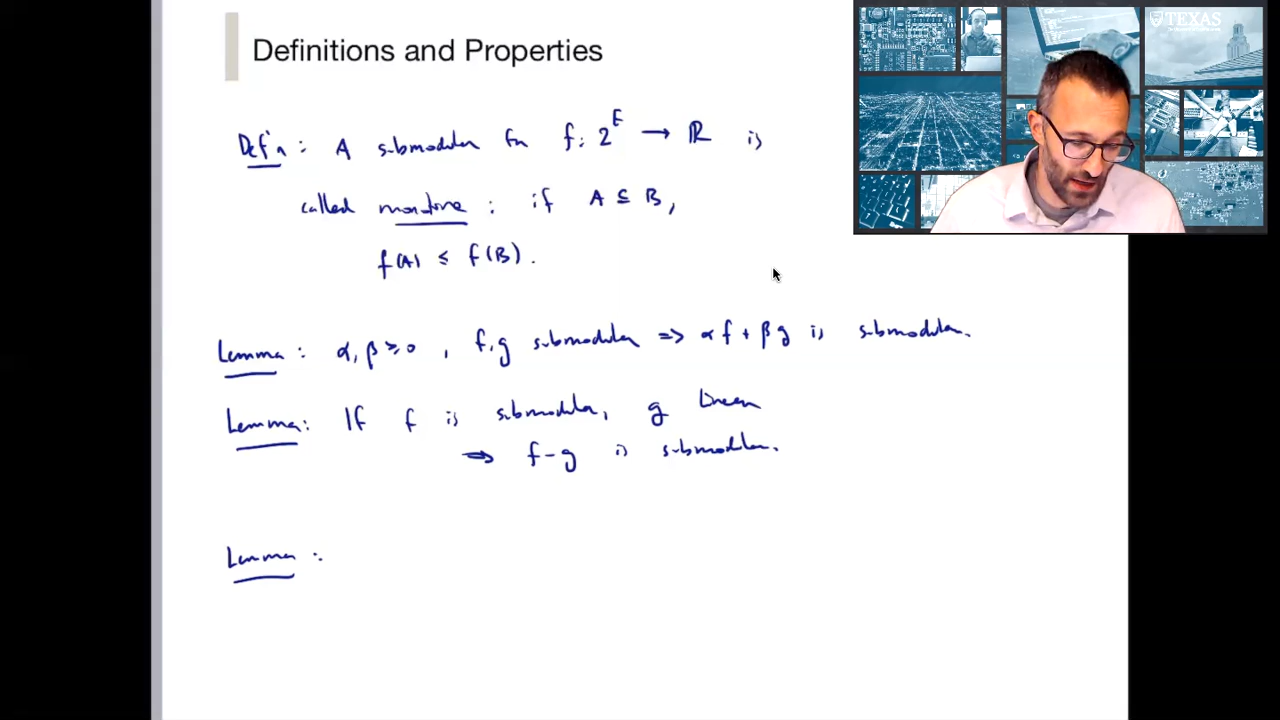 Definitions and Properties
TEXAS
Def'n : A submodular fn f: 2^E → ℝ is
called monotone : if A ⊆ B,
f(A) ≤ f(B).
Lemma : α, β ≥ 0, f, g submodular ⇒ αf + βg is submodular.
Lemma : If f is submodular, g linear
⇒ f - g is submodular.
Lemma :